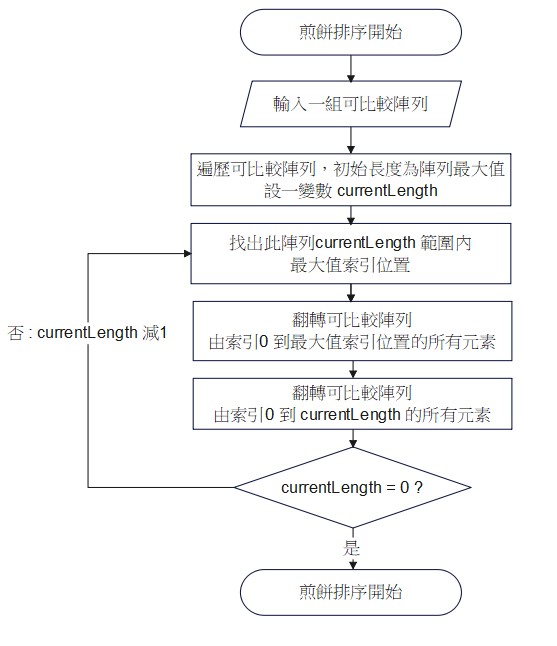 煎餅排序開始
輸入一組可比較陣列
遍歷可比較陣列，初始長度為陣列最大值
設一變數 currentLength
找出此陣列currentLength 範圍內
最大值索引位置
翻轉可比較陣列
由索引0 到最大值索引位置的所有元素
否 : currentLength 減1
翻轉可比較陣列
由索引0 到 currentLength 的所有元素
currentLength = 0 ?
是
煎餅排序開始